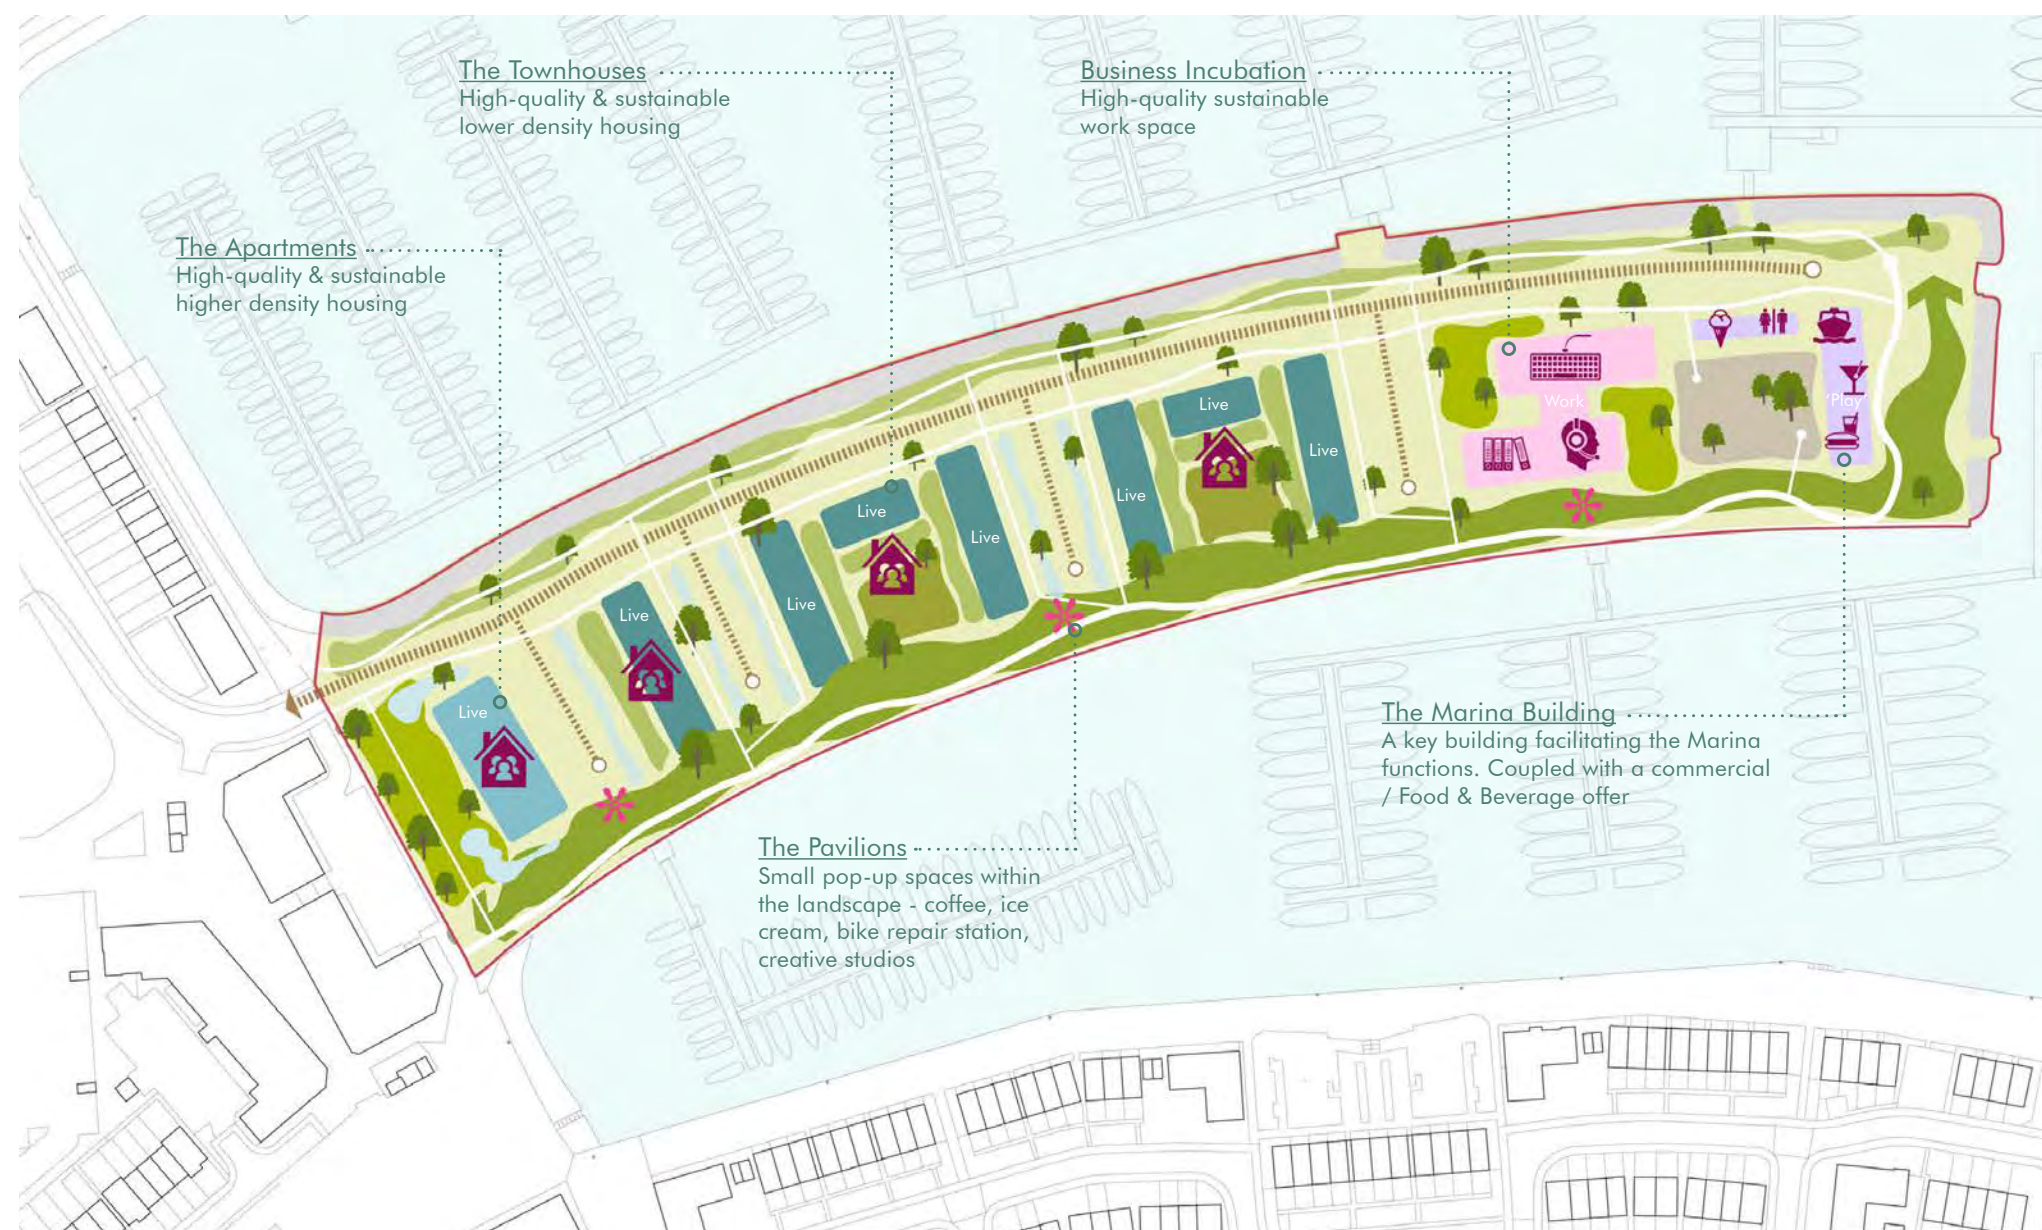 The Townhouses
High-quality & sustainable
lower density housing
Business Incubation
High-quality sustainable
work space
The Apartments
High-quality & sustainable
higher density housing
Live
Live
Live
Live
Live
Live
Live
Live
Live
Work
'Play'
The Marina Building
A key building facilitating the Marina
functions. Coupled with a commercial
/ Food & Beverage offer
The Pavilions
Small pop-up spaces within
the landscape - coffee, ice
cream, bike repair station,
creative studios